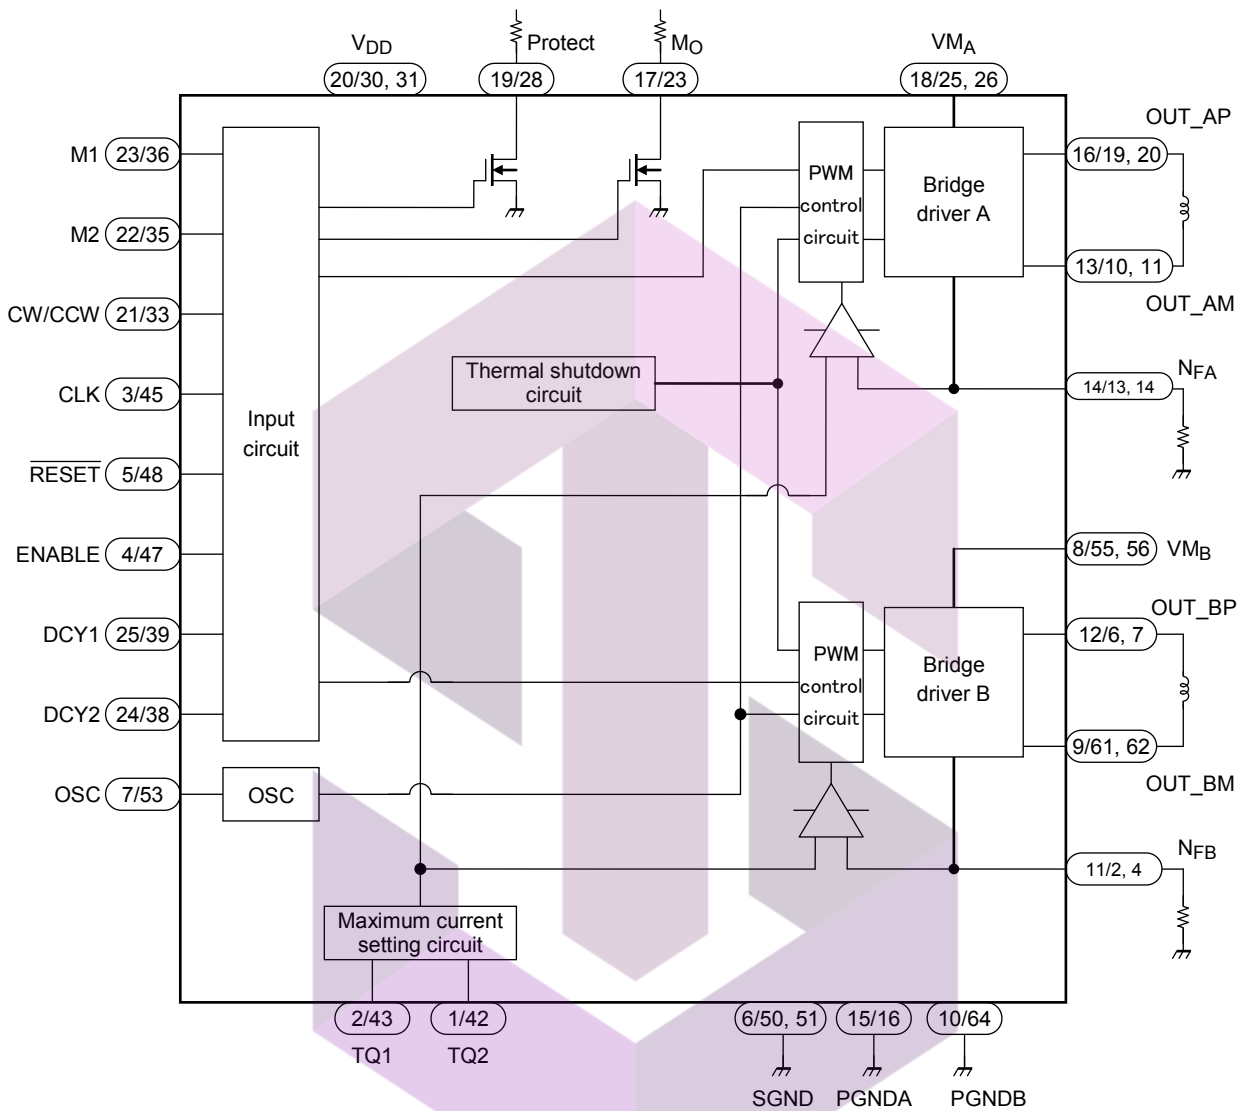 VDD
Protect
MO
VMA
20/30, 31
19/28
17/23
18/25, 26
OUT_AP
M1 23/36
16/19, 20
PWM
control
circuit
Bridge
driver A
M2 22/35
13/10, 11
OUT_AM
CW/CCW 21/33
Thermal shutdown
circuit
NFA
14/13, 14
CLK 3/45
Input
circuit
RESET 5/48
ENABLE 4/47
8/55, 56 VMB
OUT_BP
DCY1 25/39
12/6, 7
PWM
control
circuit
Bridge
driver B
DCY2 24/38
9/61, 62
OUT_BM
OSC 7/53
OSC
NFB
11/2, 4
Maximum current
setting circuit
2/43
1/42
6/50, 51
15/16
10/64
TQ1
TQ2
SGND
PGNDA
PGNDB